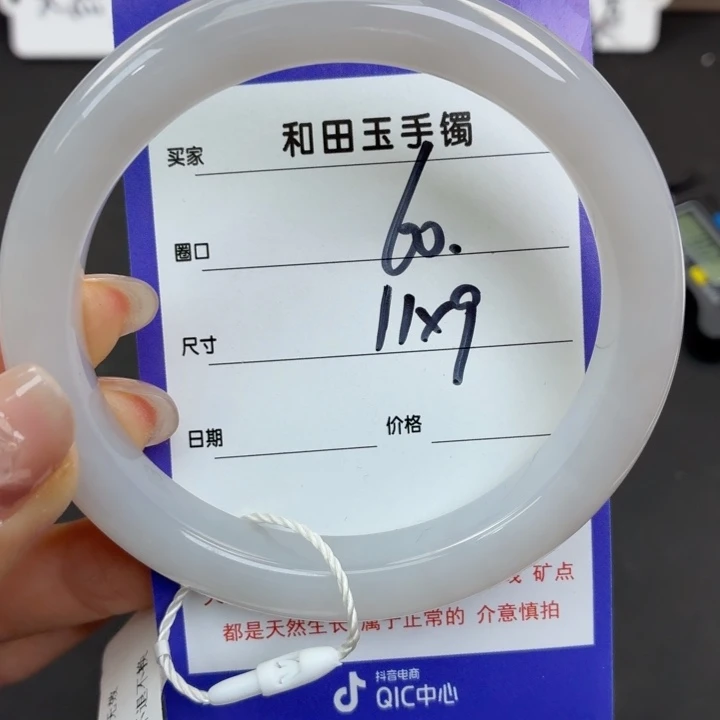 和田玉手镯
买家
圈口 60.
尺寸 11×9
日期 价格
矿点
都是天然生长 属于正常的 介意慎拍
抖音电商
QIC中心